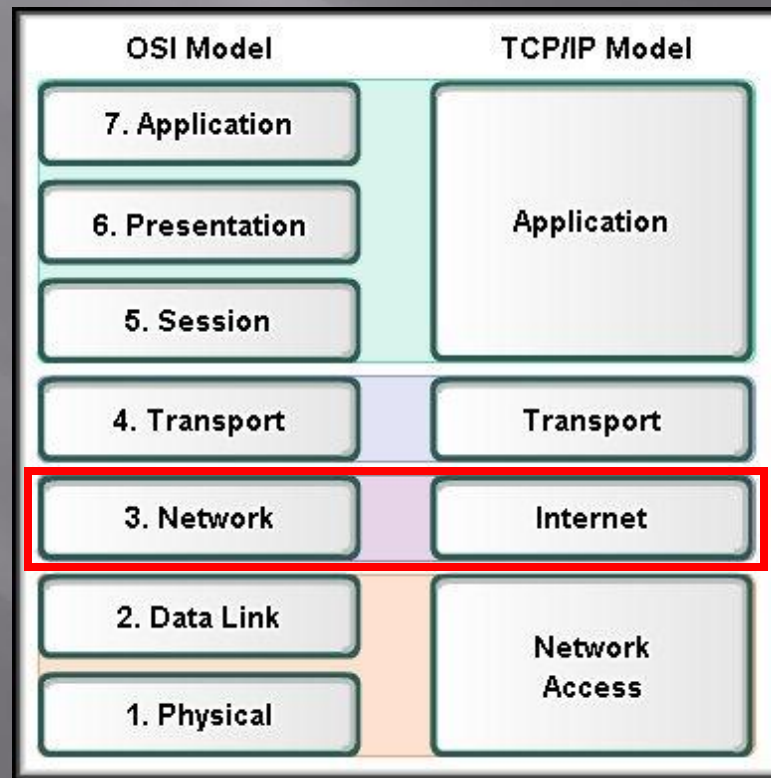 OSI Model
TCP/IP Model
7. Application
6. Presentation
5. Session
Application
4. Transport
Transport
3. Network
Internet
2. Data Link
1. Physical
Network
Access